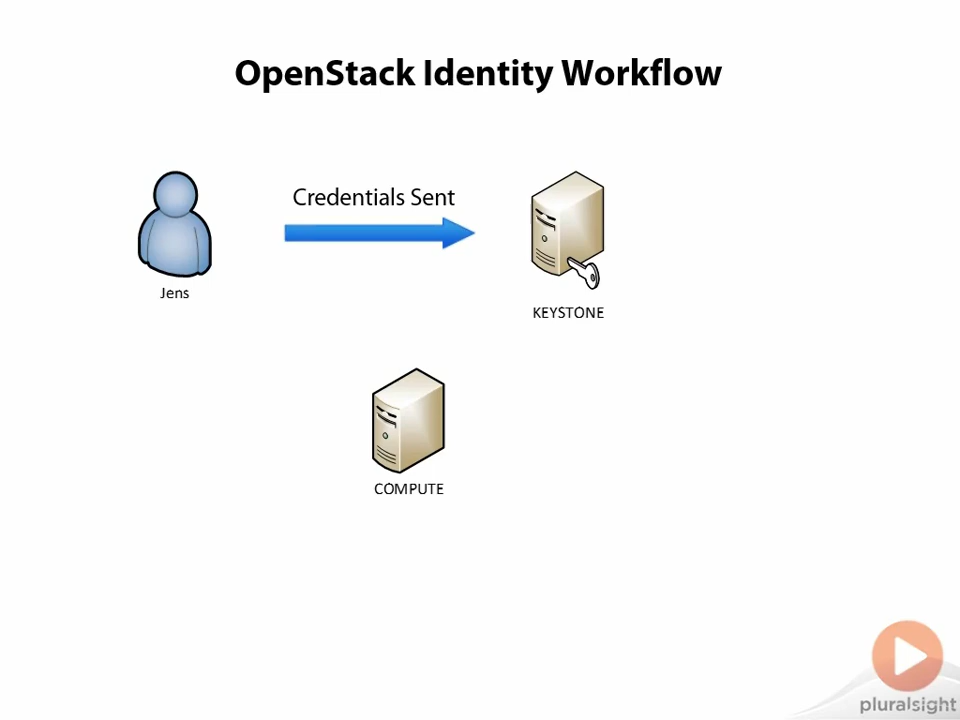 OpenStack Identity Workflow
Credentials Sent
Jens
KEYSTONE
COMPUTE
pluralsight